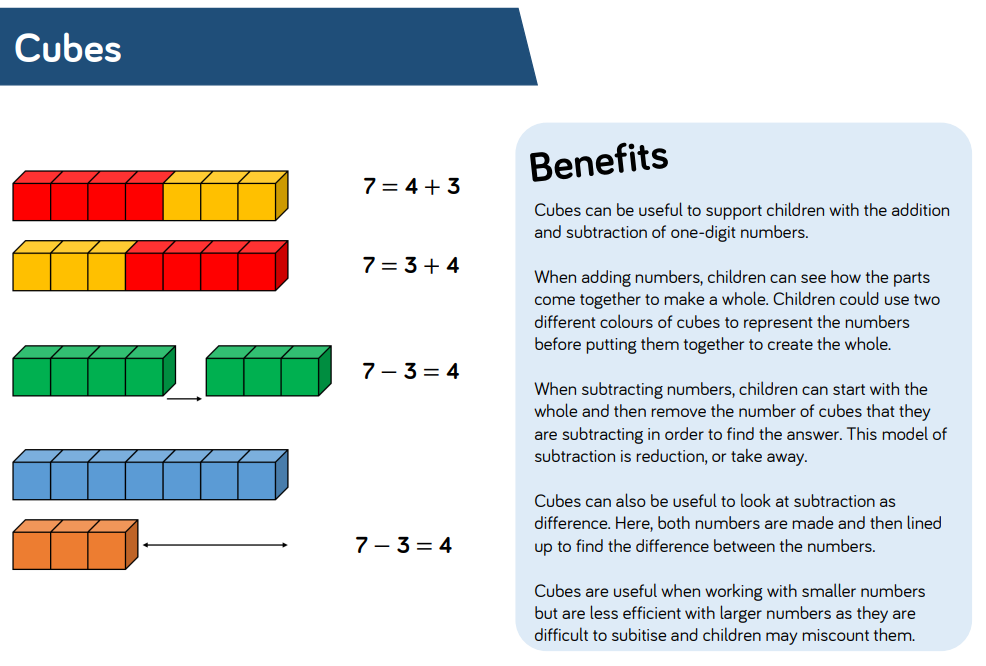 Cubes
7 = 4 + 3
7 = 3 + 4
7 − 3 = 4
7 − 3 = 4
Benefits
Cubes can be useful to support children with the addition
and subtraction of one-digit numbers.
When adding numbers, children can see how the parts
come together to make a whole. Children could use two
different colours of cubes to represent the numbers
before putting them together to create the whole.
When subtracting numbers, children can start with the
whole and then remove the number of cubes that they
are subtracting in order to find the answer. This model of
subtraction is reduction, or take away.
Cubes can also be useful to look at subtraction as
difference. Here, both numbers are made and then lined
up to find the difference between the numbers.
Cubes are useful when working with smaller numbers
but are less efficient with larger numbers as they are
difficult to subitise and children may miscount them.